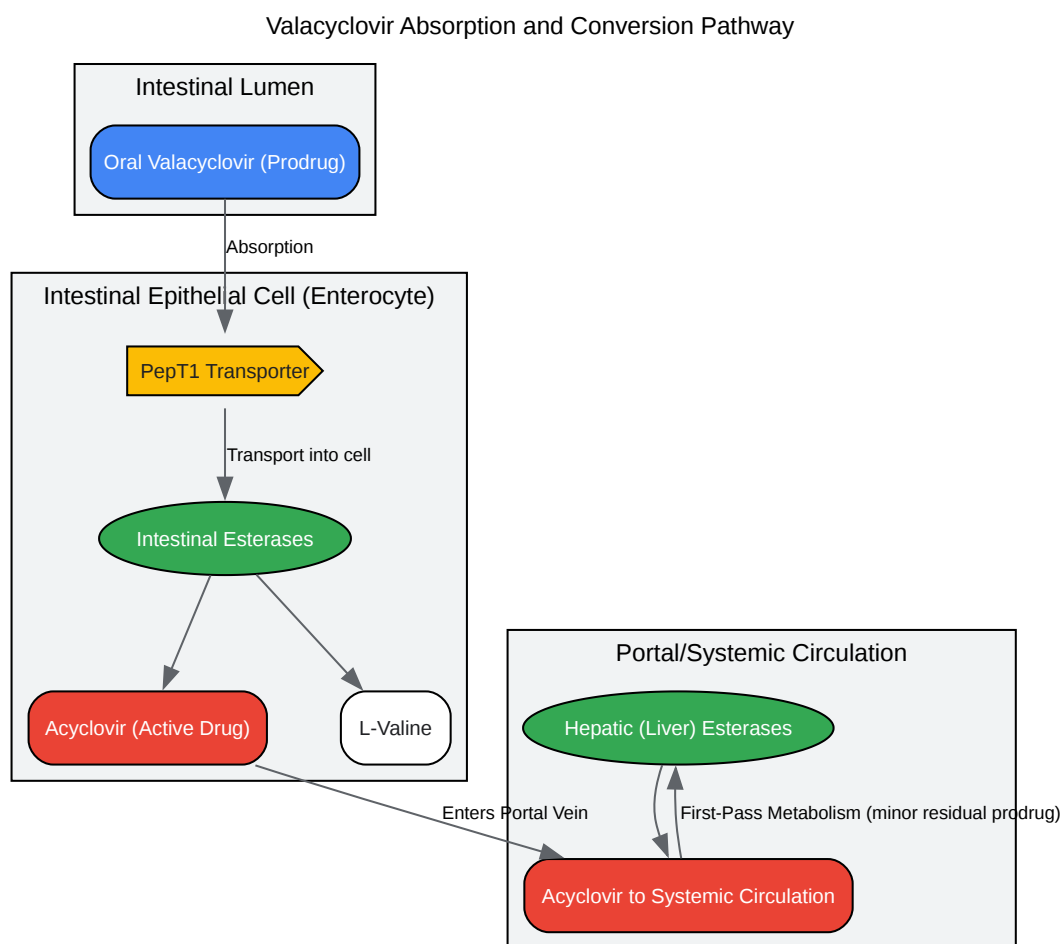 Valacyclovir Absorption and Conversion Pathway
Intestinal Lumen
Oral Valacyclovir (Prodrug)
Absorption
Intestinal Epithelial Cell (Enterocyte)
PepT1 Transporter
Transport into cell
Intestinal Esterases
Acyclovir (Active Drug)
L-Valine
Portal/Systemic Circulation
Hepatic (Liver) Esterases
Enters Portal Vein
First-Pass Metabolism (minor residual prodrug)
Acyclovir to Systemic Circulation